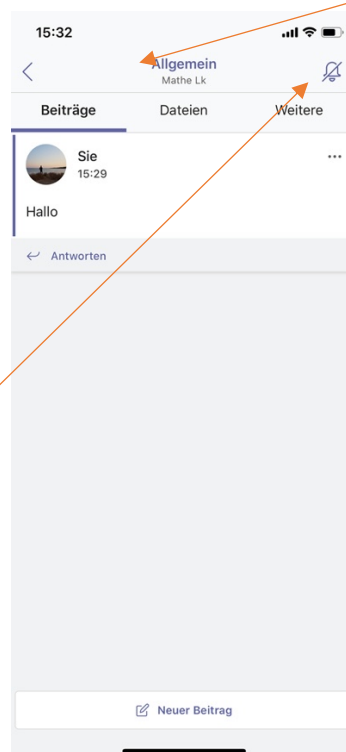 15:32
Allgemein
Mathe Lk
Beiträge Dateien Weitere
Sie
15:29
Hallo
Antworten
Neuer Beitrag